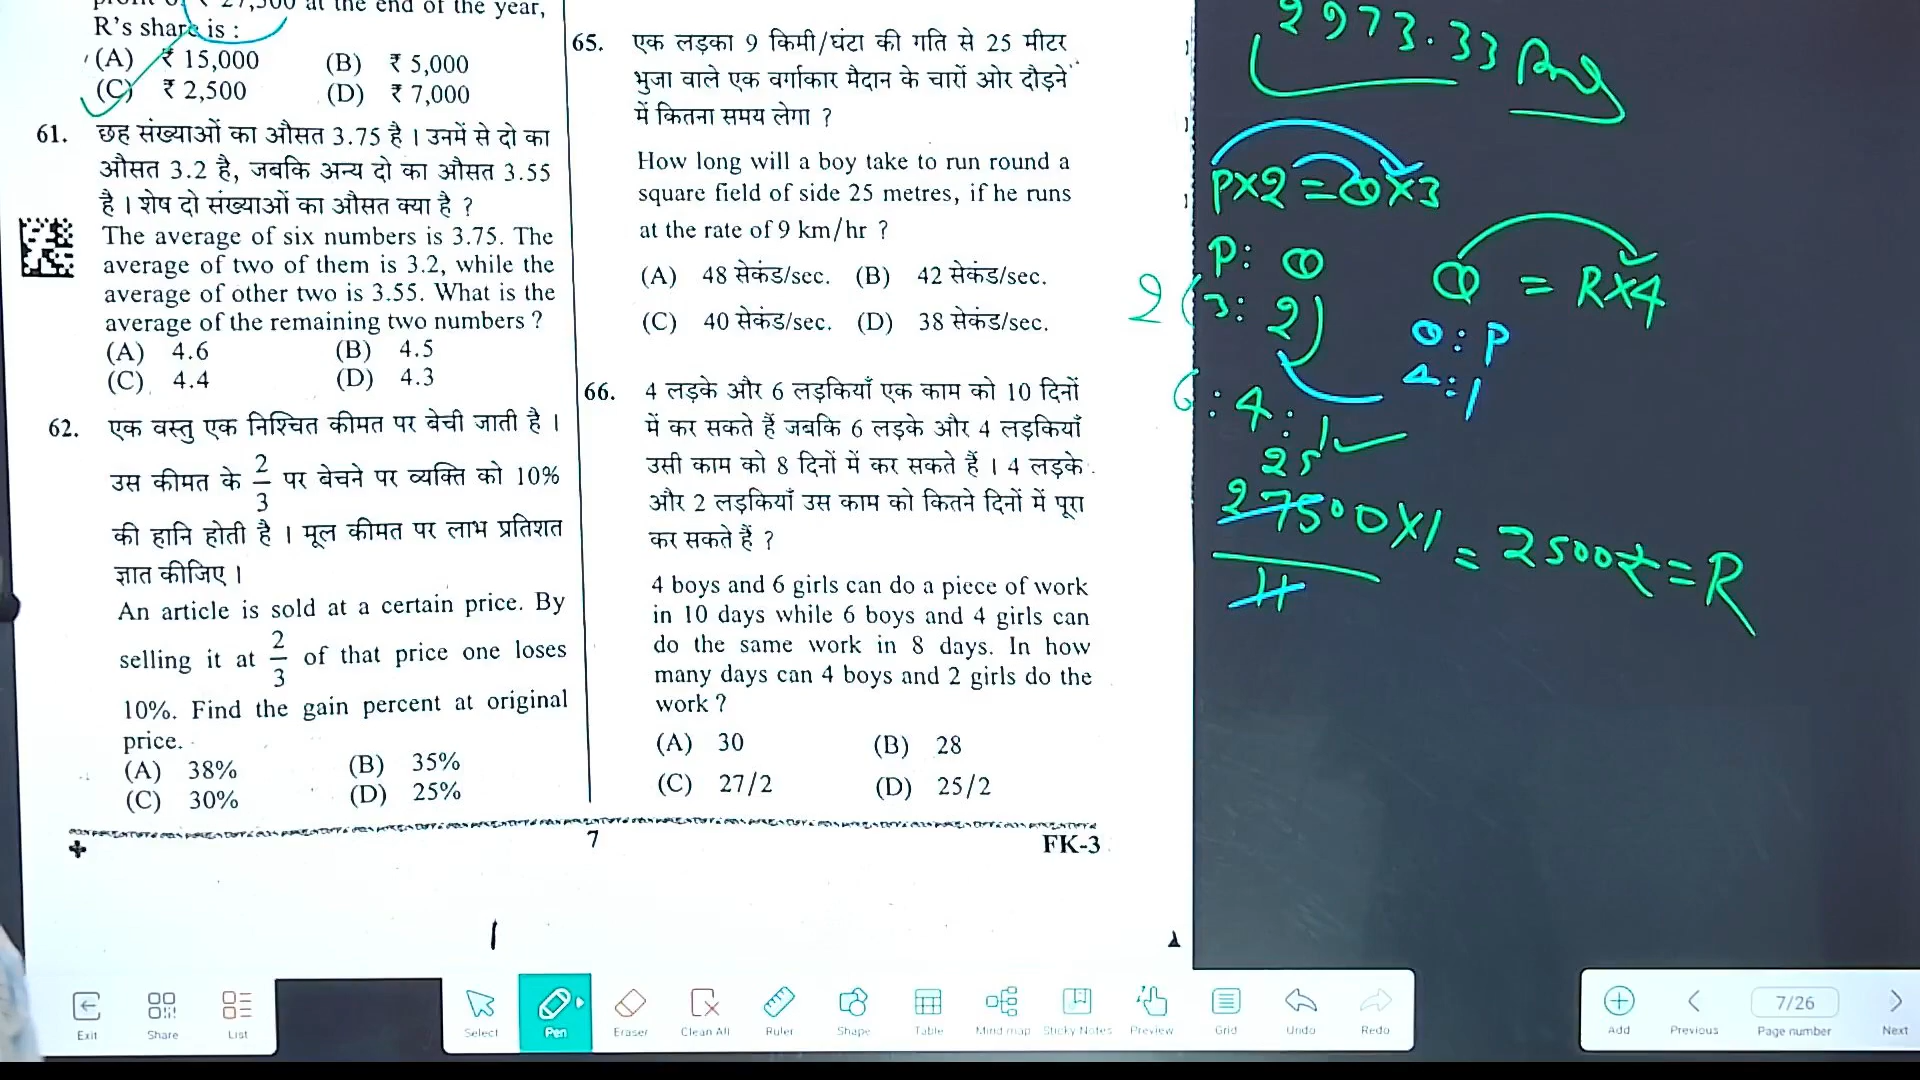 at the end of the year,
R's share is :
(A) ₹ 15,000 (B) ₹ 5,000
(C) ₹ 2,500 (D) ₹ 7,000
61. छह संख्याओं का औसत 3.75 है । उनमें से दो का
औसत 3.2 है, जबकि अन्य दो का औसत 3.55
है । शेष दो संख्याओं का औसत क्या है ?
The average of six numbers is 3.75. The
average of two of them is 3.2, while the
average of other two is 3.55. What is the
average of the remaining two numbers ?
(A) 4.6 (B) 4.5
(C) 4.4 (D) 4.3
62. एक वस्तु एक निश्चित कीमत पर बेची जाती है ।
उस कीमत के 2/3 पर बेचने पर व्यक्ति को 10%
की हानि होती है । मूल कीमत पर लाभ प्रतिशत
ज्ञात कीजिए ।
An article is sold at a certain price. By
selling it at 2/3 of that price one loses
10%. Find the gain percent at original
price.
(A) 38% (B) 35%
(C) 30% (D) 25%
65. एक लड़का 9 किमी/घंटा की गति से 25 मीटर
भुजा वाले एक वर्गाकार मैदान के चारों ओर दौड़ने
में कितना समय लेगा ?
How long will a boy take to run round a
square field of side 25 metres, if he runs
at the rate of 9 km/hr ?
(A) 48 सेकंड/sec. (B) 42 सेकंड/sec.
(C) 40 सेकंड/sec. (D) 38 सेकंड/sec.
66. 4 लड़के और 6 लड़कियाँ एक काम को 10 दिनों
में कर सकते हैं जबकि 6 लड़के और 4 लड़कियाँ
उसी काम को 8 दिनों में कर सकते हैं । 4 लड़के
और 2 लड़कियाँ उस काम को कितने दिनों में पूरा
कर सकते हैं ?
4 boys and 6 girls can do a piece of work
in 10 days while 6 boys and 4 girls can
do the same work in 8 days. In how
many days can 4 boys and 2 girls do the
work ?
(A) 30 (B) 28
(C) 27/2 (D) 25/2
7
FK-3
2973.33 Ans
P×2 = Q×3
P : Q
2(3 : 2)
Q = R×4
Q : P
4 : 1
6 : 4 : 1
25
27500×1 = 2500₹ = R
11
Exit
Share
List
Select
Pen
Eraser
Clean All
Ruler
Shape
Table
Mind map
Sticky Notes
Preview
Grid
Undo
Redo
Add
Previous
7/26
Page number
Next